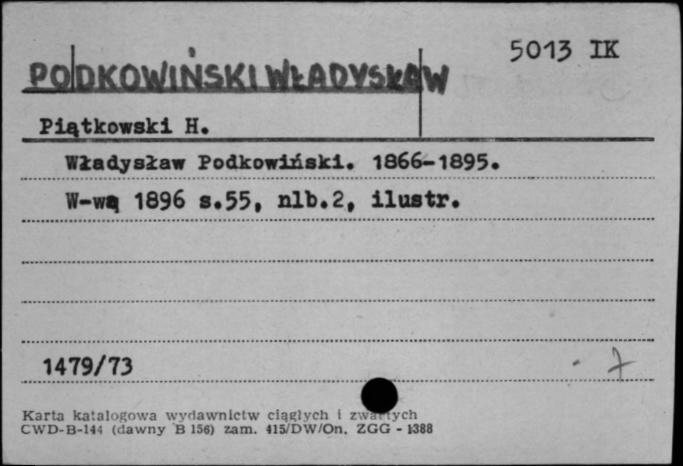 5013 IK
PODKOWIŃSKI WŁADYSŁAW
Piątkowski H.
Władysław Podkowiński. 1866-1895.
W-wą 1896 s.55, nlb.2, ilustr.
1479/73
Karta katalogowa wydawnictw ciągłych i zwartych
CWD-B-144 (dawny B 156) zam. 415/DW/On. ZGG - 1388